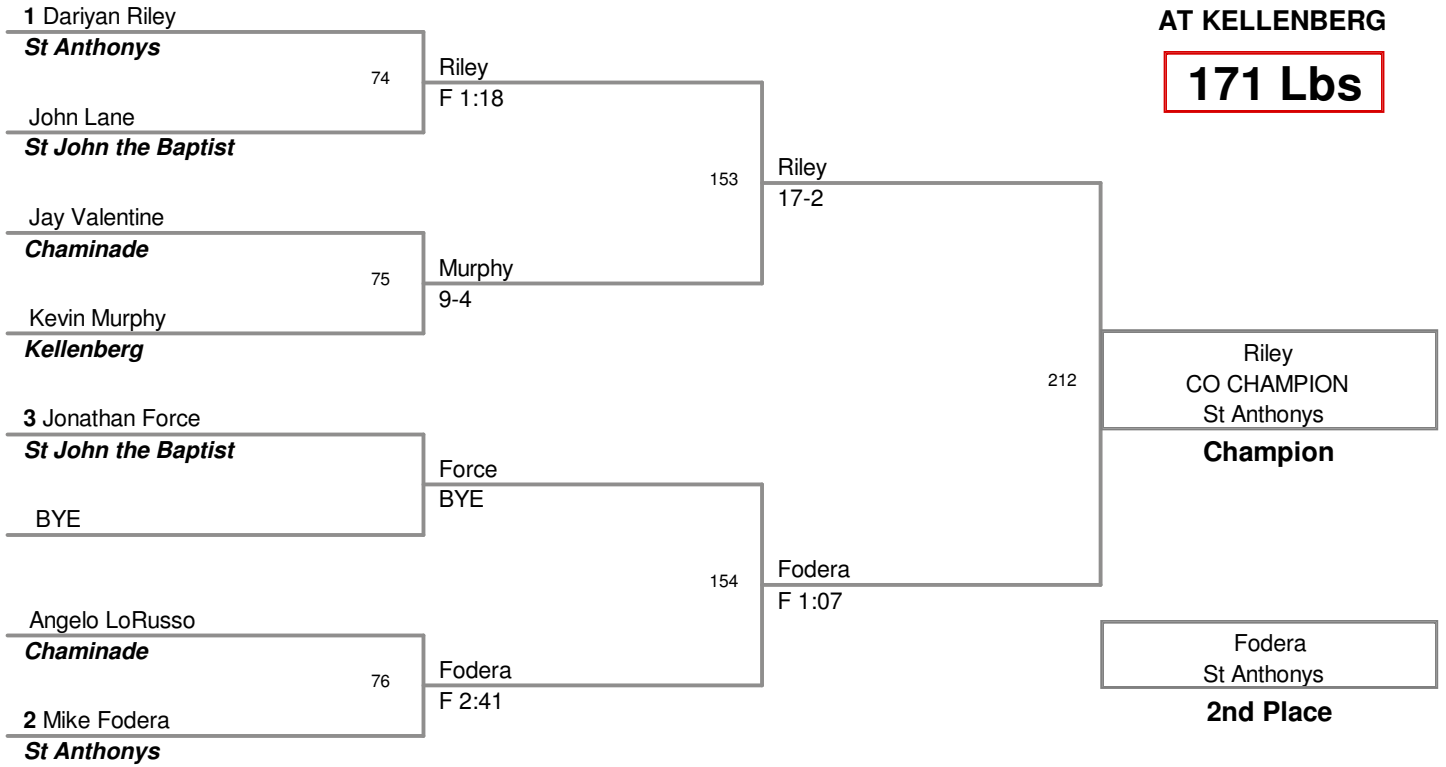 1 Dariyan Riley
St Anthonys
74
Riley
F 1:18
John Lane
St John the Baptist
153
Riley
17-2
Jay Valentine
Chaminade
75
Murphy
9-4
Kevin Murphy
Kellenberg
212
3 Jonathan Force
St John the Baptist
Force
BYE
BYE
154
Fodera
F 1:07
Angelo LoRusso
Chaminade
76
Fodera
F 2:41
2 Mike Fodera
St Anthonys
AT KELLENBERG
171 Lbs
Riley
CO CHAMPION
St Anthonys
Champion
Fodera
St Anthonys
2nd Place